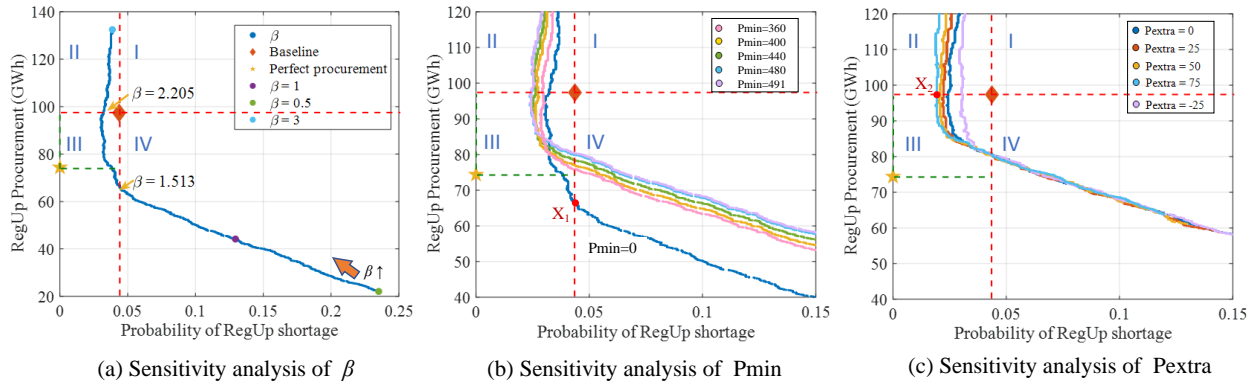 140
120
100
80
60
40
20
RegUp Procurement (GWh)
II
I
III
IV
β
Baseline
Perfect procurement
β = 1
β = 0.5
β = 3
β = 2.205
β = 1.513
β ↑
0
0.05
0.1
0.15
0.2
0.25
Probability of RegUp shortage
(a) Sensitivity analysis of β
120
110
100
90
80
70
60
50
40
RegUp Procurement (GWh)
II
I
III
IV
Pmin=360
Pmin=400
Pmin=440
Pmin=480
Pmin=491
X1
Pmin=0
0
0.05
0.1
0.15
Probability of RegUp shortage
(b) Sensitivity analysis of Pmin
120
110
100
90
80
70
60
50
40
RegUp Procurement (GWh)
II
I
III
IV
Pextra = 0
Pextra = 25
Pextra = 50
Pextra = 75
Pextra = -25
X2
0
0.05
0.1
0.15
Probability of RegUp shortage
(c) Sensitivity analysis of Pextra